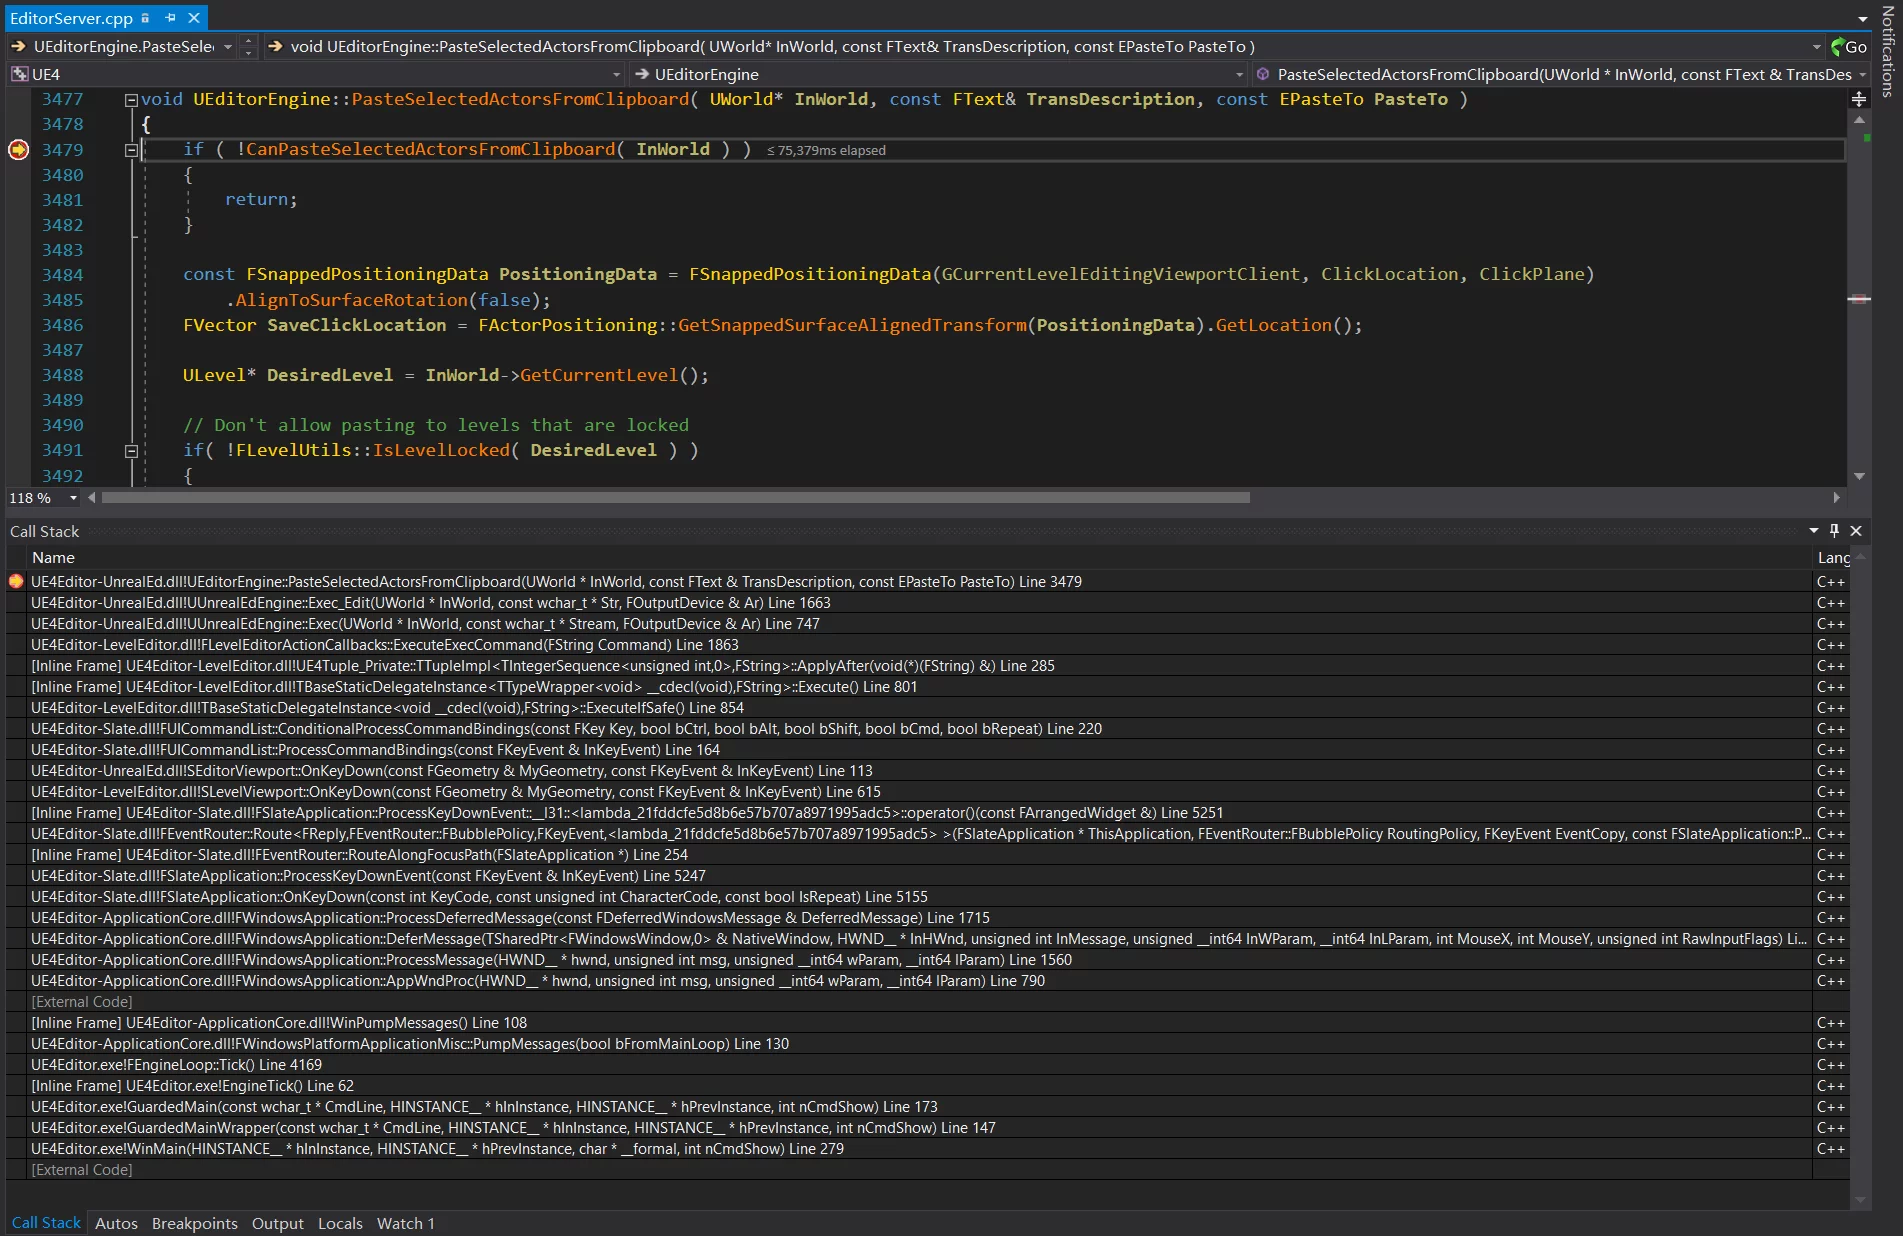 EditorServer.cpp
UEditorEngine.PasteSele
void UEditorEngine::PasteSelectedActorsFromClipboard( UWorld* InWorld, const FText& TransDescription, const EPasteTo PasteTo )
Go
Notifications
UE4
UEditorEngine
PasteSelectedActorsFromClipboard(UWorld * InWorld, const FText & TransDes
3477 void UEditorEngine::PasteSelectedActorsFromClipboard( UWorld* InWorld, const FText& TransDescription, const EPasteTo PasteTo )
3478 {
3479 if ( !CanPasteSelectedActorsFromClipboard( InWorld ) ) ≤ 75,379ms elapsed
3480 {
3481 return;
3482 }
3483
3484 const FSnappedPositioningData PositioningData = FSnappedPositioningData(GCurrentLevelEditingViewportClient, ClickLocation, ClickPlane)
3485 .AlignToSurfaceRotation(false);
3486 FVector SaveClickLocation = FActorPositioning::GetSnappedSurfaceAlignedTransform(PositioningData).GetLocation();
3487
3488 ULevel* DesiredLevel = InWorld->GetCurrentLevel();
3489
3490 // Don't allow pasting to levels that are locked
3491 if( !FLevelUtils::IsLevelLocked( DesiredLevel ) )
3492 {
118 %
Call Stack
Name Lang
UE4Editor-UnrealEd.dll!UEditorEngine::PasteSelectedActorsFromClipboard(UWorld * InWorld, const FText & TransDescription, const EPasteTo PasteTo) Line 3479 C++
UE4Editor-UnrealEd.dll!UUnrealEdEngine::Exec_Edit(UWorld * InWorld, const wchar_t * Str, FOutputDevice & Ar) Line 1663 C++
UE4Editor-UnrealEd.dll!UUnrealEdEngine::Exec(UWorld * InWorld, const wchar_t * Stream, FOutputDevice & Ar) Line 747 C++
UE4Editor-LevelEditor.dll!FLevelEditorActionCallbacks::ExecuteExecCommand(FString Command) Line 1863 C++
[Inline Frame] UE4Editor-LevelEditor.dll!UE4Tuple_Private::TTupleImpl<TIntegerSequence<unsigned int,0>,FString>::ApplyAfter(void(*)(FString) &) Line 285 C++
[Inline Frame] UE4Editor-LevelEditor.dll!TBaseStaticDelegateInstance<TTypeWrapper<void> __cdecl(void),FString>::Execute() Line 801 C++
UE4Editor-LevelEditor.dll!TBaseStaticDelegateInstance<void __cdecl(void),FString>::ExecuteIfSafe() Line 854 C++
UE4Editor-Slate.dll!FUICommandList::ConditionalProcessCommandBindings(const FKey Key, bool bCtrl, bool bAlt, bool bShift, bool bCmd, bool bRepeat) Line 220 C++
UE4Editor-Slate.dll!FUICommandList::ProcessCommandBindings(const FKeyEvent & InKeyEvent) Line 164 C++
UE4Editor-UnrealEd.dll!SEditorViewport::OnKeyDown(const FGeometry & MyGeometry, const FKeyEvent & InKeyEvent) Line 113 C++
UE4Editor-LevelEditor.dll!SLevelViewport::OnKeyDown(const FGeometry & MyGeometry, const FKeyEvent & InKeyEvent) Line 615 C++
[Inline Frame] UE4Editor-Slate.dll!FSlateApplication::ProcessKeyDownEvent::__l31::<lambda_21fddcfe5d8b6e57b707a8971995adc5>::operator()(const FArrangedWidget &) Line 5251 C++
UE4Editor-Slate.dll!FEventRouter::Route<FReply,FEventRouter::FBubblePolicy,FKeyEvent,<lambda_21fddcfe5d8b6e57b707a8971995adc5> >(FSlateApplication * ThisApplication, FEventRouter::FBubblePolicy RoutingPolicy, FKeyEvent EventCopy, const FSlateApplication::P... C++
[Inline Frame] UE4Editor-Slate.dll!FEventRouter::RouteAlongFocusPath(FSlateApplication *) Line 254 C++
UE4Editor-Slate.dll!FSlateApplication::ProcessKeyDownEvent(const FKeyEvent & InKeyEvent) Line 5247 C++
UE4Editor-Slate.dll!FSlateApplication::OnKeyDown(const int KeyCode, const unsigned int CharacterCode, const bool IsRepeat) Line 5155 C++
UE4Editor-ApplicationCore.dll!FWindowsApplication::ProcessDeferredMessage(const FDeferredWindowsMessage & DeferredMessage) Line 1715 C++
UE4Editor-ApplicationCore.dll!FWindowsApplication::DeferMessage(TSharedPtr<FWindowsWindow,0> & NativeWindow, HWND__ * InHWnd, unsigned int InMessage, unsigned __int64 InWParam, __int64 InLParam, int MouseX, int MouseY, unsigned int RawInputFlags) Li... C++
UE4Editor-ApplicationCore.dll!FWindowsApplication::ProcessMessage(HWND__ * hwnd, unsigned int msg, unsigned __int64 wParam, __int64 lParam) Line 1560 C++
UE4Editor-ApplicationCore.dll!FWindowsApplication::AppWndProc(HWND__ * hwnd, unsigned int msg, unsigned __int64 wParam, __int64 lParam) Line 790 C++
[External Code]
[Inline Frame] UE4Editor-ApplicationCore.dll!WinPumpMessages() Line 108 C++
UE4Editor-ApplicationCore.dll!FWindowsPlatformApplicationMisc::PumpMessages(bool bFromMainLoop) Line 130 C++
UE4Editor.exe!FEngineLoop::Tick() Line 4169 C++
[Inline Frame] UE4Editor.exe!EngineTick() Line 62 C++
UE4Editor.exe!GuardedMain(const wchar_t * CmdLine, HINSTANCE__ * hInInstance, HINSTANCE__ * hPrevInstance, int nCmdShow) Line 173 C++
UE4Editor.exe!GuardedMainWrapper(const wchar_t * CmdLine, HINSTANCE__ * hInInstance, HINSTANCE__ * hPrevInstance, int nCmdShow) Line 147 C++
UE4Editor.exe!WinMain(HINSTANCE__ * hInInstance, HINSTANCE__ * hPrevInstance, char * __formal, int nCmdShow) Line 279 C++
[External Code]
Call Stack Autos Breakpoints Output Locals Watch 1